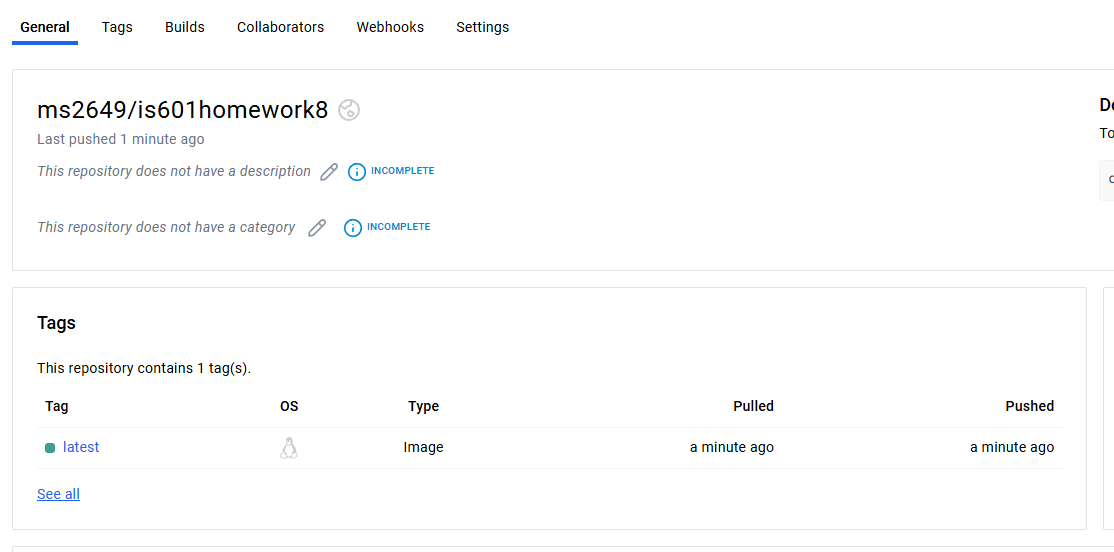 General Tags Builds Collaborators Webhooks Settings
ms2649/is601homework8
Last pushed 1 minute ago
This repository does not have a description INCOMPLETE
This repository does not have a category INCOMPLETE
To
Tags
This repository contains 1 tag(s).
Tag OS Type Pulled Pushed
latest Image a minute ago a minute ago
See all